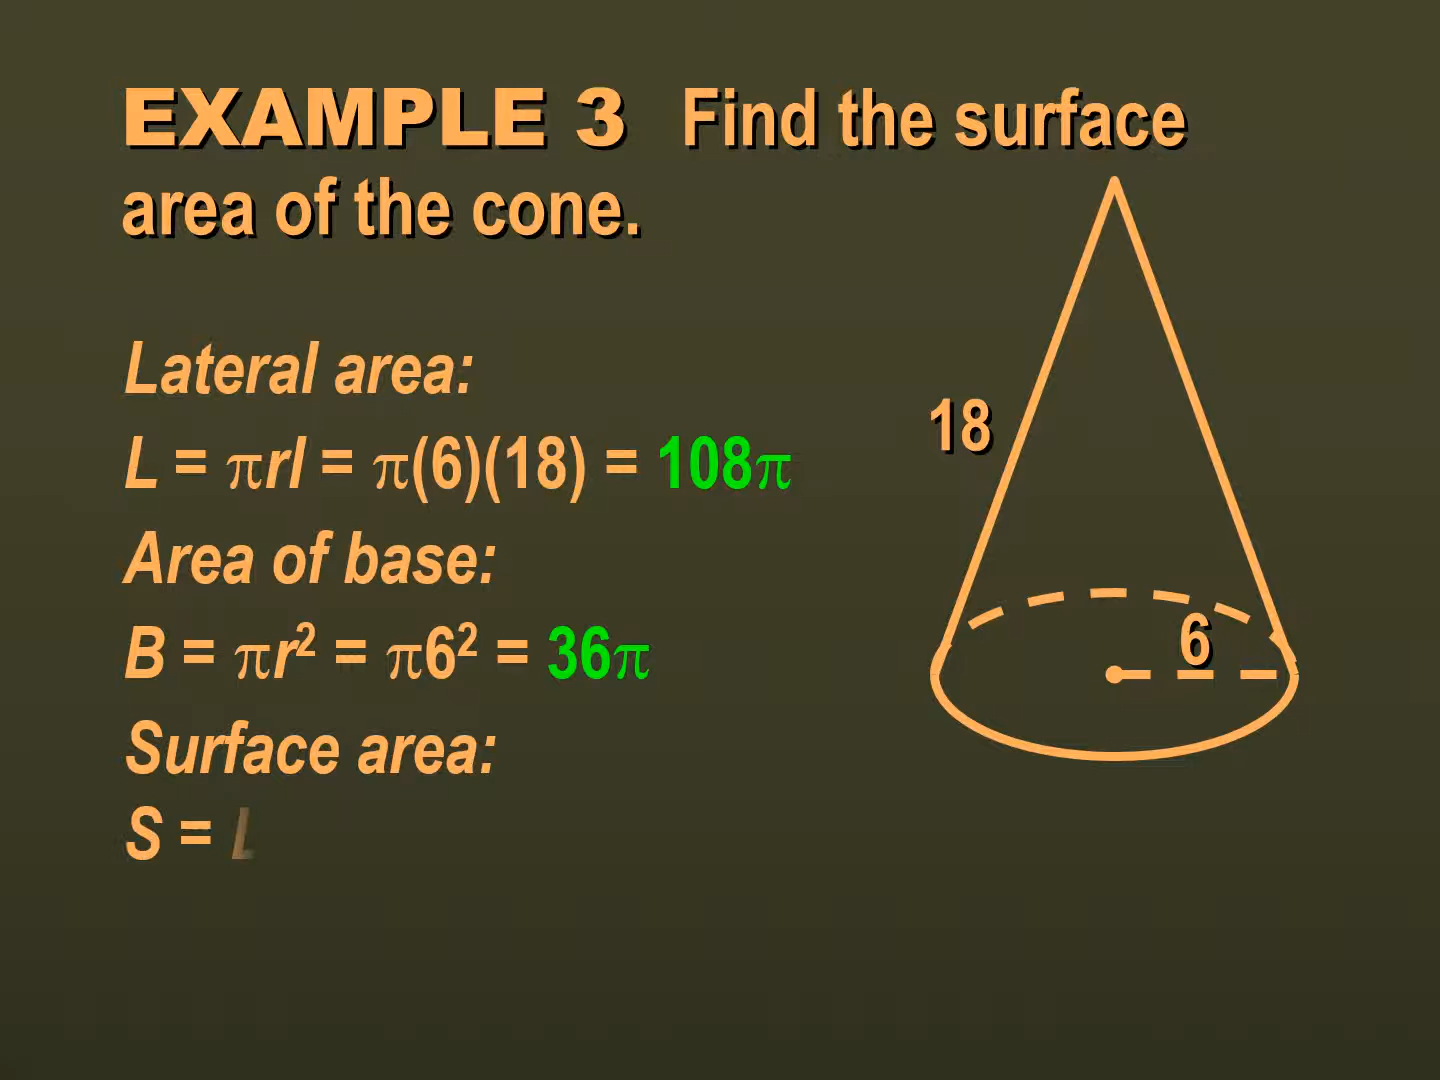 EXAMPLE 3 Find the surface
area of the cone.
Lateral area:
L = πrl = π(6)(18) = 108π
18
Area of base:
B = πr² = π6² = 36π
6
Surface area:
S = L